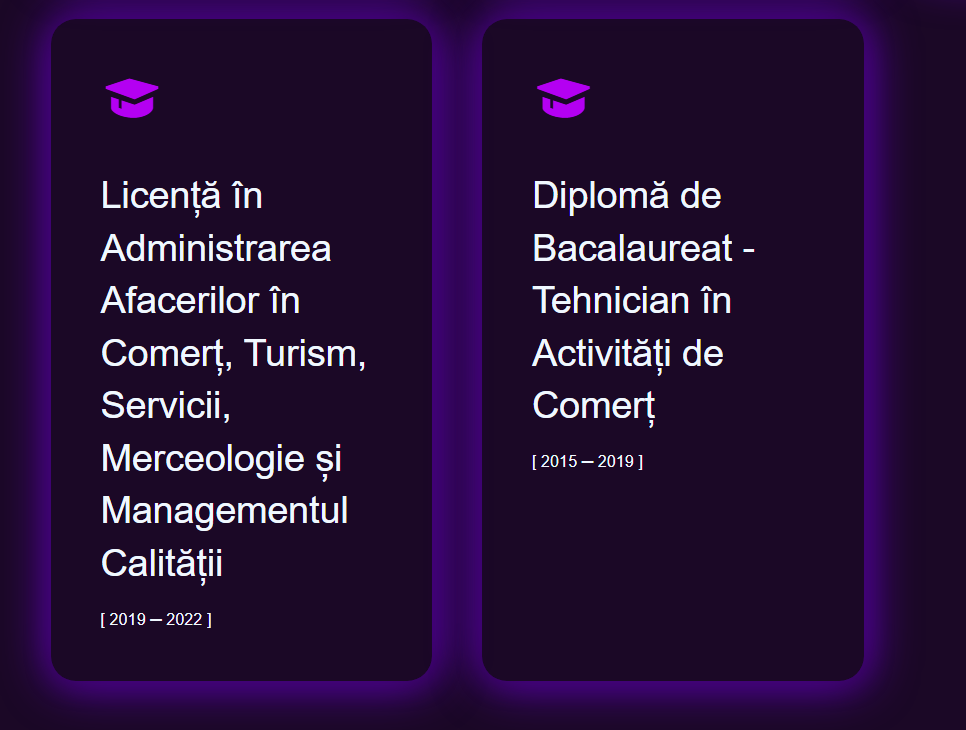 Licență în
Administrarea
Afacerilor în
Comerț, Turism,
Servicii,
Merceologie și
Managementul
Calității
[ 2019 — 2022 ]
Diplomă de
Bacalaureat -
Tehnician în
Activități de
Comerț
[ 2015 — 2019 ]